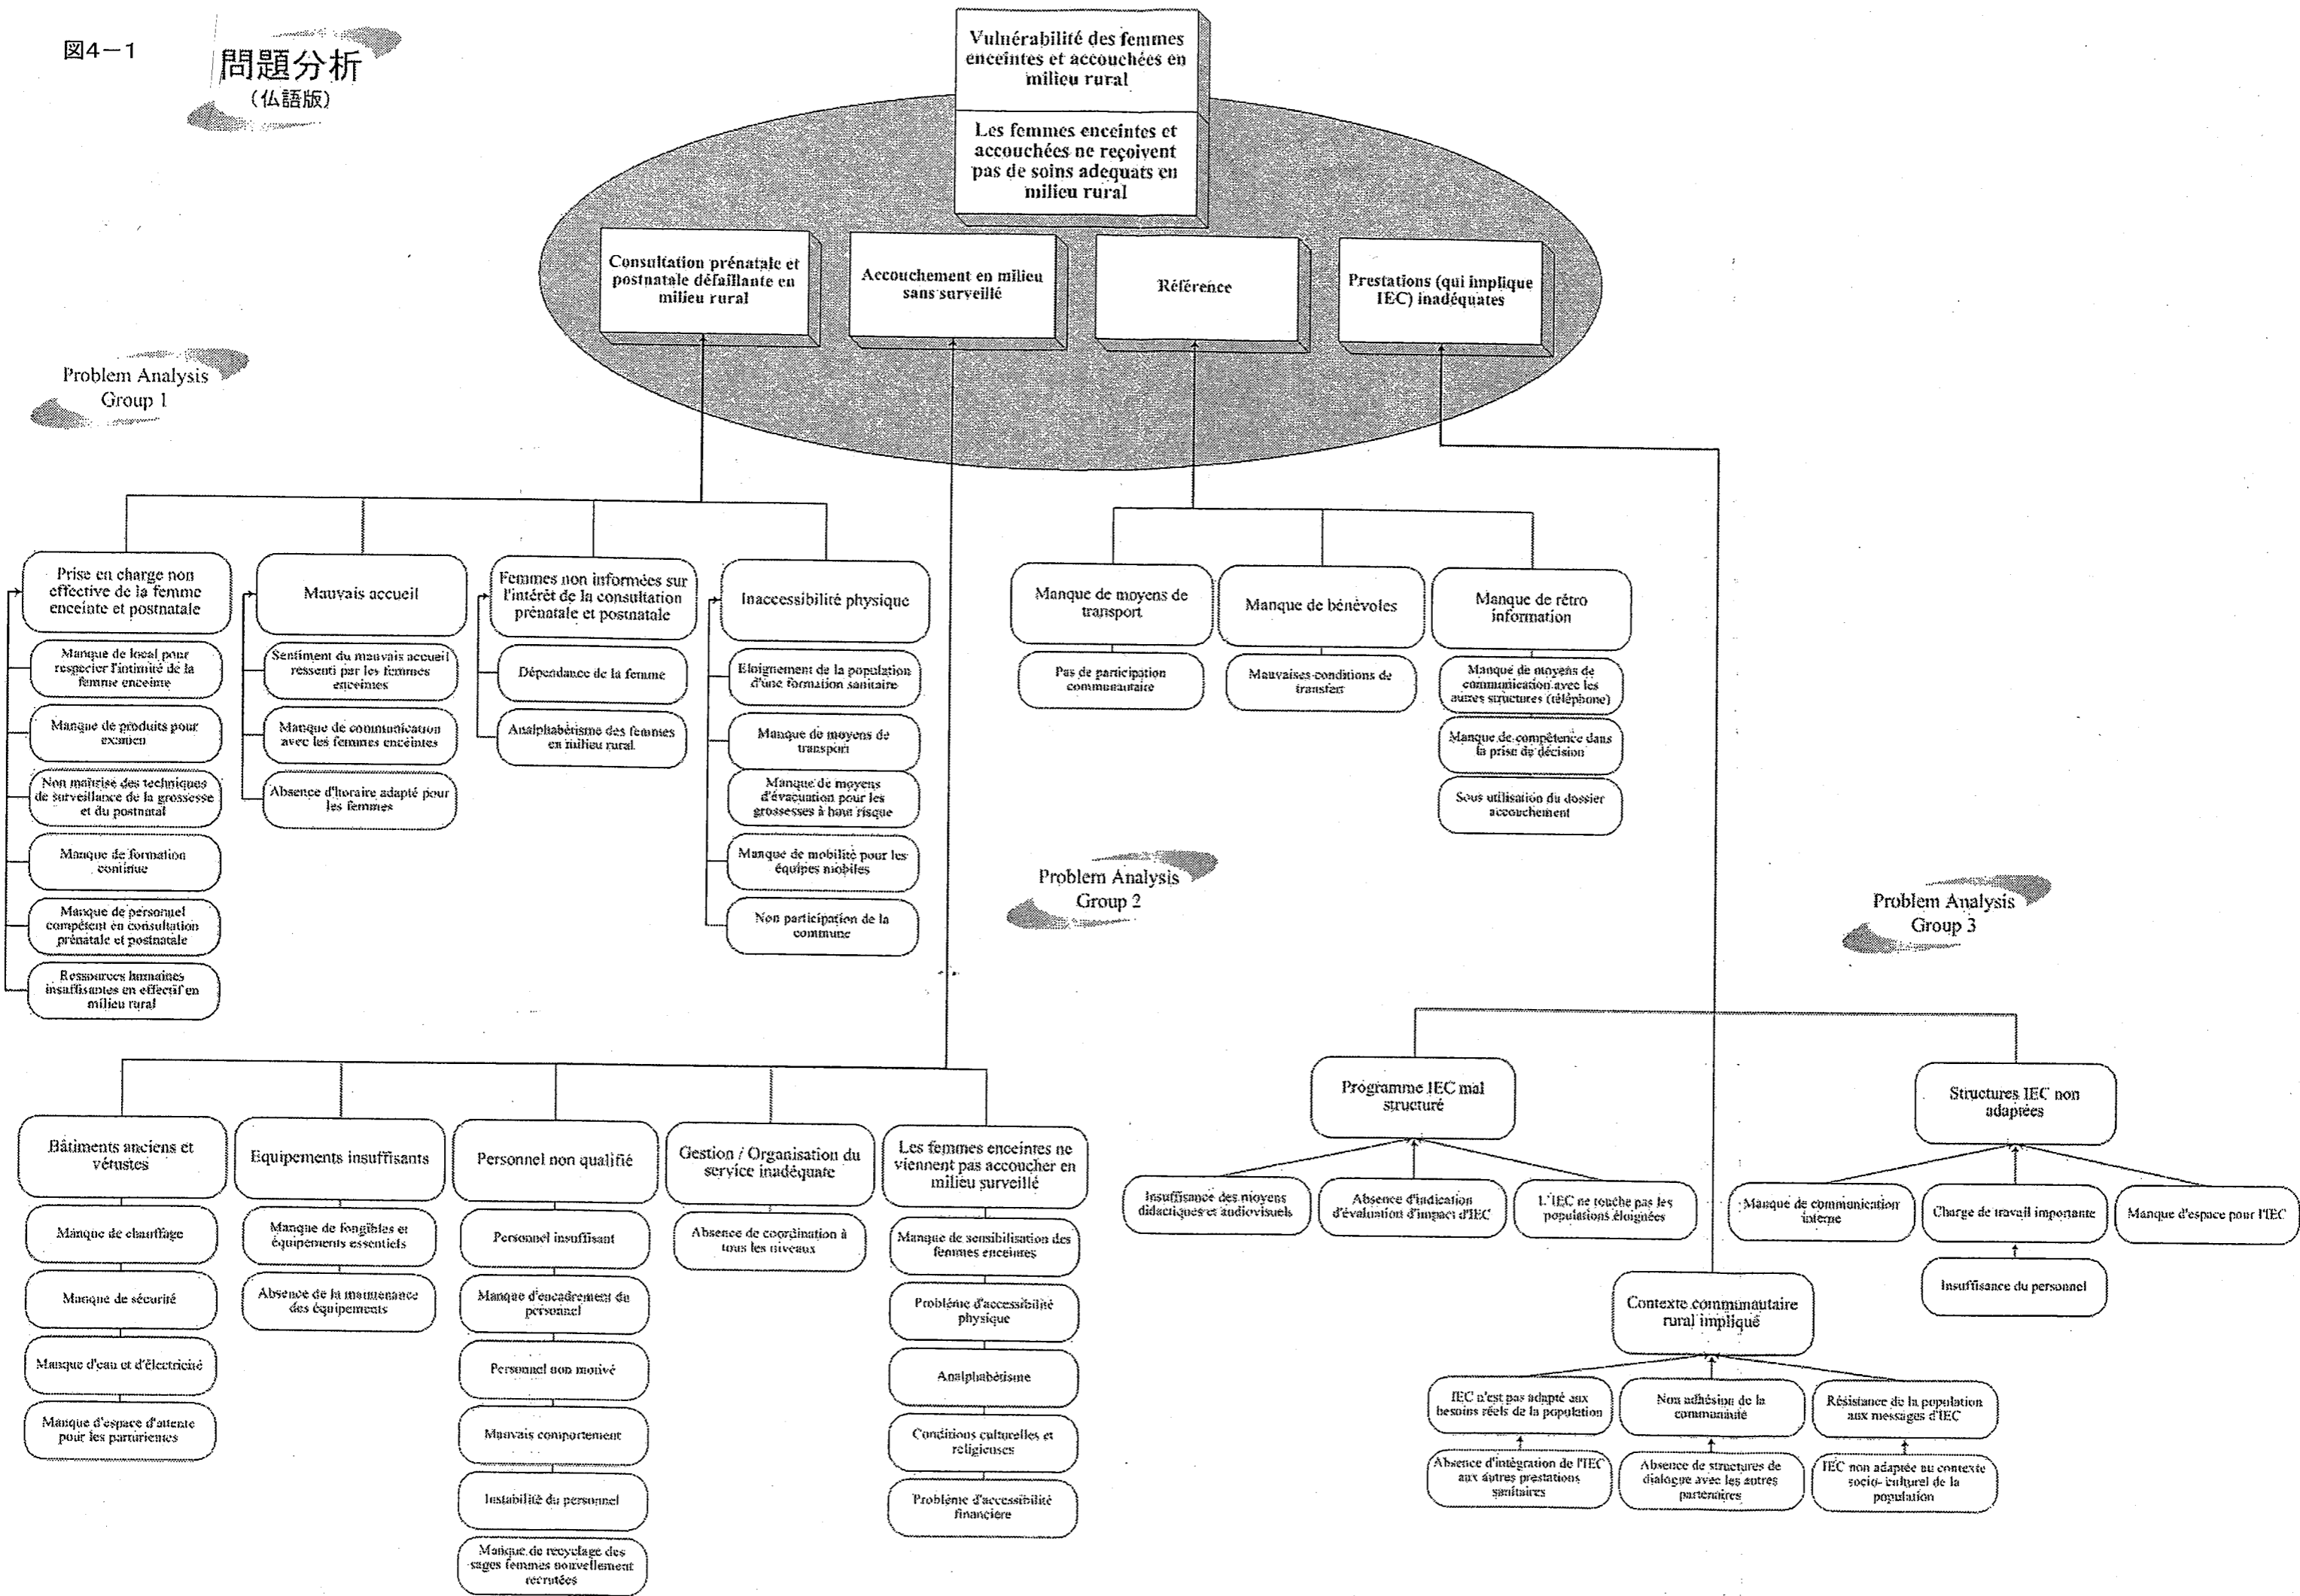 図4－1
問題分析
（仏語版）
Vulnérabilité des femmes
enceintes et accouchées en
milieu rural
Les femmes enceintes et
accouchées ne reçoivent
pas de soins adequats en
milieu rural
Consultation prénatale et
postnatale défaillante en
milieu rural
Accouchement en milieu
sans surveillé
Référence
Prestations (qui implique
IEC) inadéquates
Problem Analysis
Group 1
Prise en charge non
effective de la femme
enceinte et postnatale
Manque de local pour
respecter l'intimité de la
femme enceinte
Manque de produits pour
examen
Non maîtrise des techniques
de surveillance de la grossesse
et du postnatal
Manque de formation
continue
Manque de personnel
compétent en consultation
prénatale et postnatale
Ressources humaines
insuffisantes en effectif en
milieu rural
Mauvais accueil
Sentiment du mauvais accueil
ressenti par les femmes
enceintes
Manque de communication
avec les femmes enceintes
Absence d'horaire adapté pour
les femmes
Femmes non informées sur
l'intérêt de la consultation
prénatale et postnatale
Dépendance de la femme
Analphabétisme des femmes
en milieu rural
Inaccessibilité physique
Eloignement de la population
d'une formation sanitaire
Manque de moyens de
transport
Manque de moyens
d'évacuation pour les
grossesses à haut risque
Manque de mobilité pour les
équipes mobiles
Non participation de la
commune
Manque de moyens de
transport
Pas de participation
communautaire
Manque de bénévoles
Mauvaises conditions de
transfert
Manque de rétro
information
Manque de moyens de
communication avec les
autres structures (téléphone)
Manque de compétence dans
la prise de décision
Sous utilisation du dossier
accouchement
Problem Analysis
Group 2
Problem Analysis
Group 3
Bâtiments anciens et
vétustes
Manque de chauffage
Manque de sécurité
Manque d'eau et d'électricité
Manque d'espace d'attente
pour les parturientes
Equipements insuffisants
Manque de fongibles et
équipements essentiels
Absence de la maintenance
des équipements
Personnel non qualifié
Personnel insuffisant
Manque d'encadrement du
personnel
Personnel non motivé
Mauvais comportement
Instabilité du personnel
Manque de recyclage des
sages femmes nouvellement
recrutées
Gestion / Organisation du
service inadéquate
Absence de coordination à
tous les niveaux
Les femmes enceintes ne
viennent pas accoucher en
milieu surveillé
Manque de sensibilisation des
femmes enceintes
Problème d'accessibilité
physique
Analphabétisme
Conditions culturelles et
religieuses
Problème d'accessibilité
financière
Programme IEC mal
structuré
Insuffisance des moyens
didactiques et audiovisuels
Absence d'indication
d'évaluation d'impact d'IEC
L'IEC ne touche pas les
populations éloignées
Structures IEC non
adaptées
Manque de communication
interne
Charge de travail importante
Manque d'espace pour l'IEC
Insuffisance du personnel
Contexte communautaire
rural impliqué
IEC n'est pas adapté aux
besoins réels de la population
Non adhésion de la
communauté
Résistance de la population
aux messages d'IEC
Absence d'intégration de l'IEC
aux autres prestations
sanitaires
Absence de structures de
dialogue avec les autres
partenaires
IEC non adaptée au contexte
socio- culturel de la
population